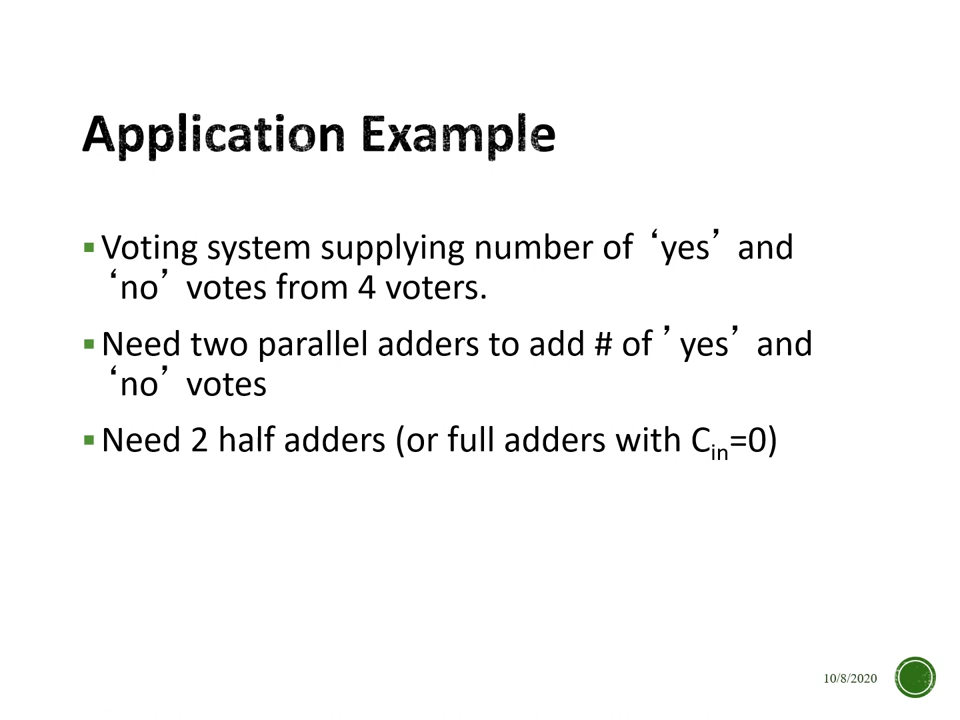 Application Example
▪ Voting system supplying number of ‘yes’ and
‘no’ votes from 4 voters.
▪ Need two parallel adders to add # of ’yes’ and
‘no’ votes
▪ Need 2 half adders (or full adders with Cin=0)
10/8/2020